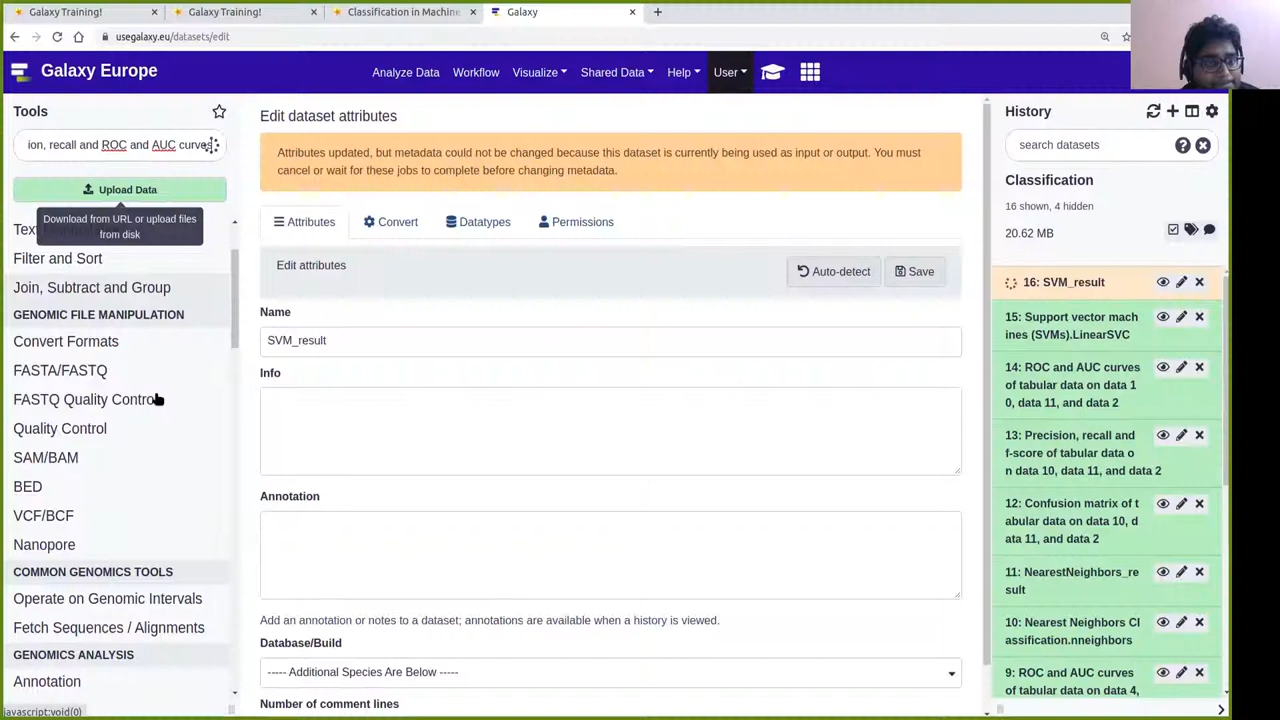 Galaxy Training!
Galaxy Training!
Classification in Machine
Galaxy
usegalaxy.eu/datasets/edit
Galaxy Europe
Analyze Data
Workflow
Visualize
Shared Data
Help
User
Tools
ion, recall and ROC and AUC curves
Upload Data
Download from URL or upload files
from disk
Filter and Sort
Join, Subtract and Group
GENOMIC FILE MANIPULATION
Convert Formats
FASTA/FASTQ
FASTQ Quality Control
Quality Control
SAM/BAM
BED
VCF/BCF
Nanopore
COMMON GENOMICS TOOLS
Operate on Genomic Intervals
Fetch Sequences / Alignments
GENOMICS ANALYSIS
Annotation
javascript:void(0)
Edit dataset attributes
Attributes updated, but metadata could not be changed because this dataset is currently being used as input or output. You must
cancel or wait for these jobs to complete before changing metadata.
Attributes
Convert
Datatypes
Permissions
Edit attributes
Auto-detect
Save
Name
SVM_result
Info
Annotation
Add an annotation or notes to a dataset; annotations are available when a history is viewed.
Database/Build
----- Additional Species Are Below -----
Number of comment lines
History
search datasets
Classification
16 shown, 4 hidden
20.62 MB
16: SVM_result
15: Support vector mach
ines (SVMs).LinearSVC
14: ROC and AUC curves
of tabular data on data 1
0, data 11, and data 2
13: Precision, recall and
f-score of tabular data o
n data 10, data 11, and data 2
12: Confusion matrix of t
abular data on data 10, d
ata 11, and data 2
11: NearestNeighbors_re
sult
10: Nearest Neighbors Cl
assification.nneighbors
9: ROC and AUC curves
of tabular data on data 4,